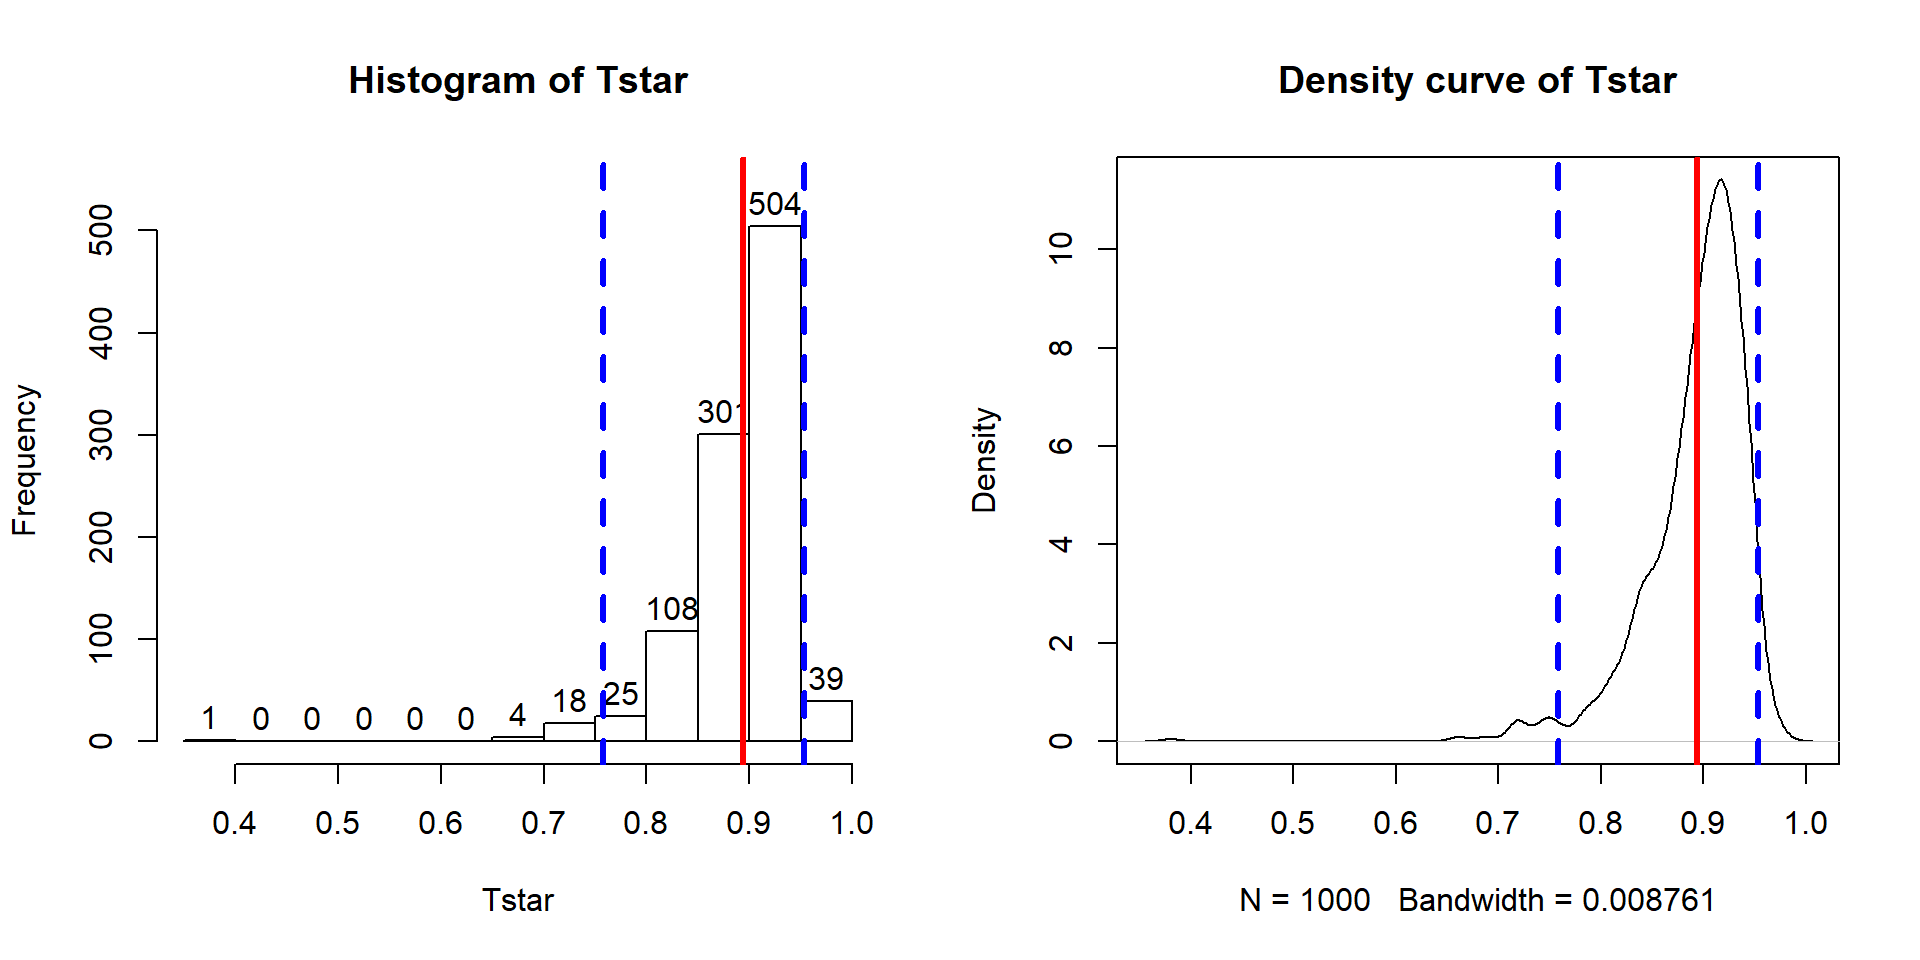 Histogram of Tstar
Frequency
0 100 200 300 400 500
1 0 0 0 0 0 4 18 25 108 301 504 39
0.4 0.5 0.6 0.7 0.8 0.9 1.0
Tstar
Density curve of Tstar
Density
0 2 4 6 8 10
0.4 0.5 0.6 0.7 0.8 0.9 1.0
N = 1000 Bandwidth = 0.008761